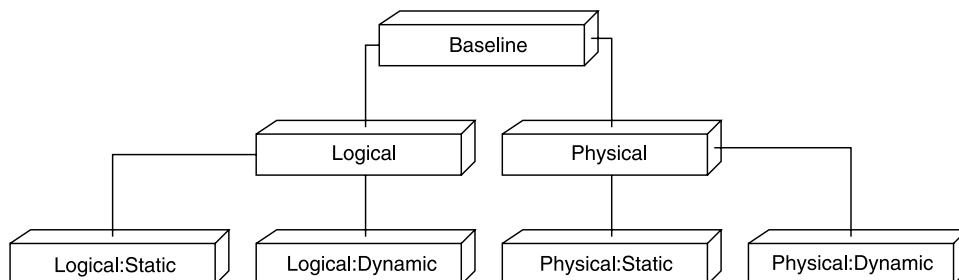 Baseline
Logical
Physical
Logical:Static
Logical:Dynamic
Physical:Static
Physical:Dynamic